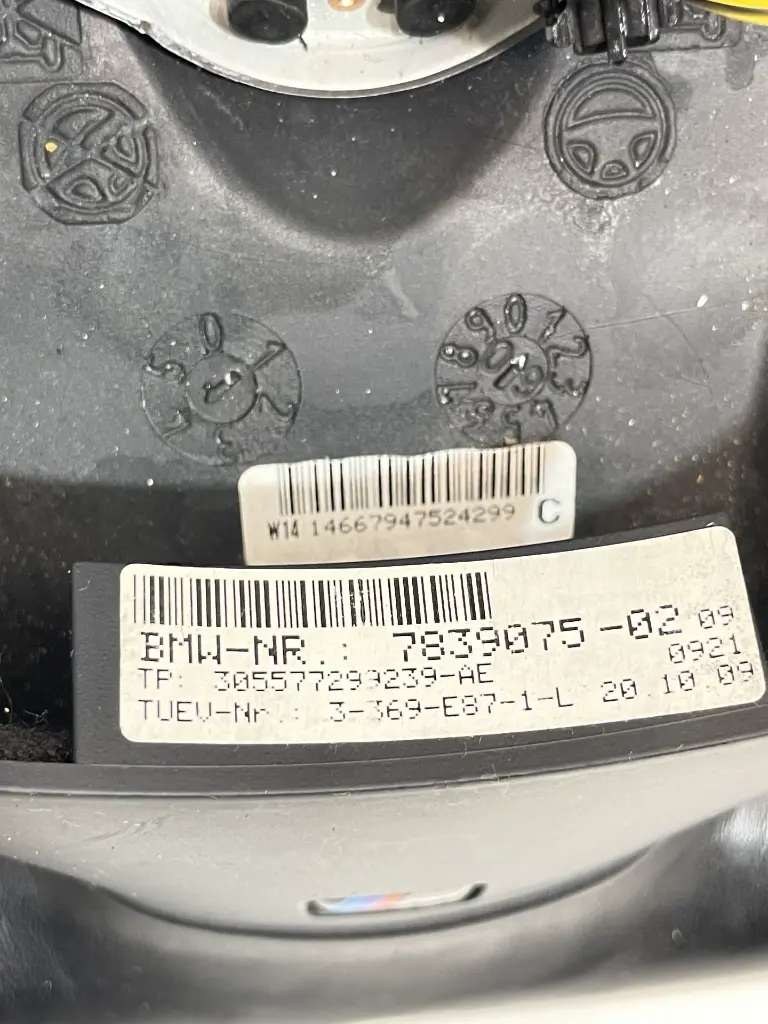 W14 14667947524299 C
BMW-NR.: 7839075-02 09
0921
TP: 305577299239-AE
TUEV-Nr.: 3-369-E87-1-L 20.10.09